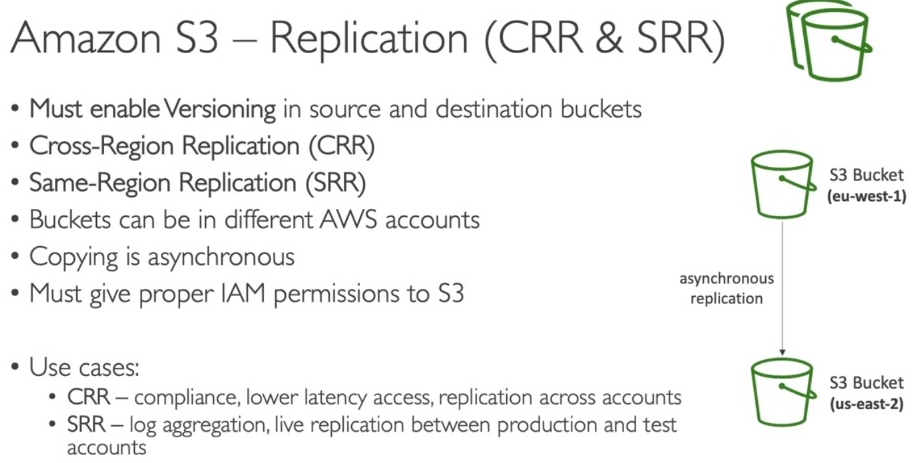 Amazon S3 – Replication (CRR & SRR)
• Must enable Versioning in source and destination buckets
• Cross-Region Replication (CRR)
• Same-Region Replication (SRR)
• Buckets can be in different AWS accounts
• Copying is asynchronous
• Must give proper IAM permissions to S3
• Use cases:
• CRR – compliance, lower latency access, replication across accounts
• SRR – log aggregation, live replication between production and test
accounts
S3 Bucket
(eu-west-1)
asynchronous
replication
S3 Bucket
(us-east-2)